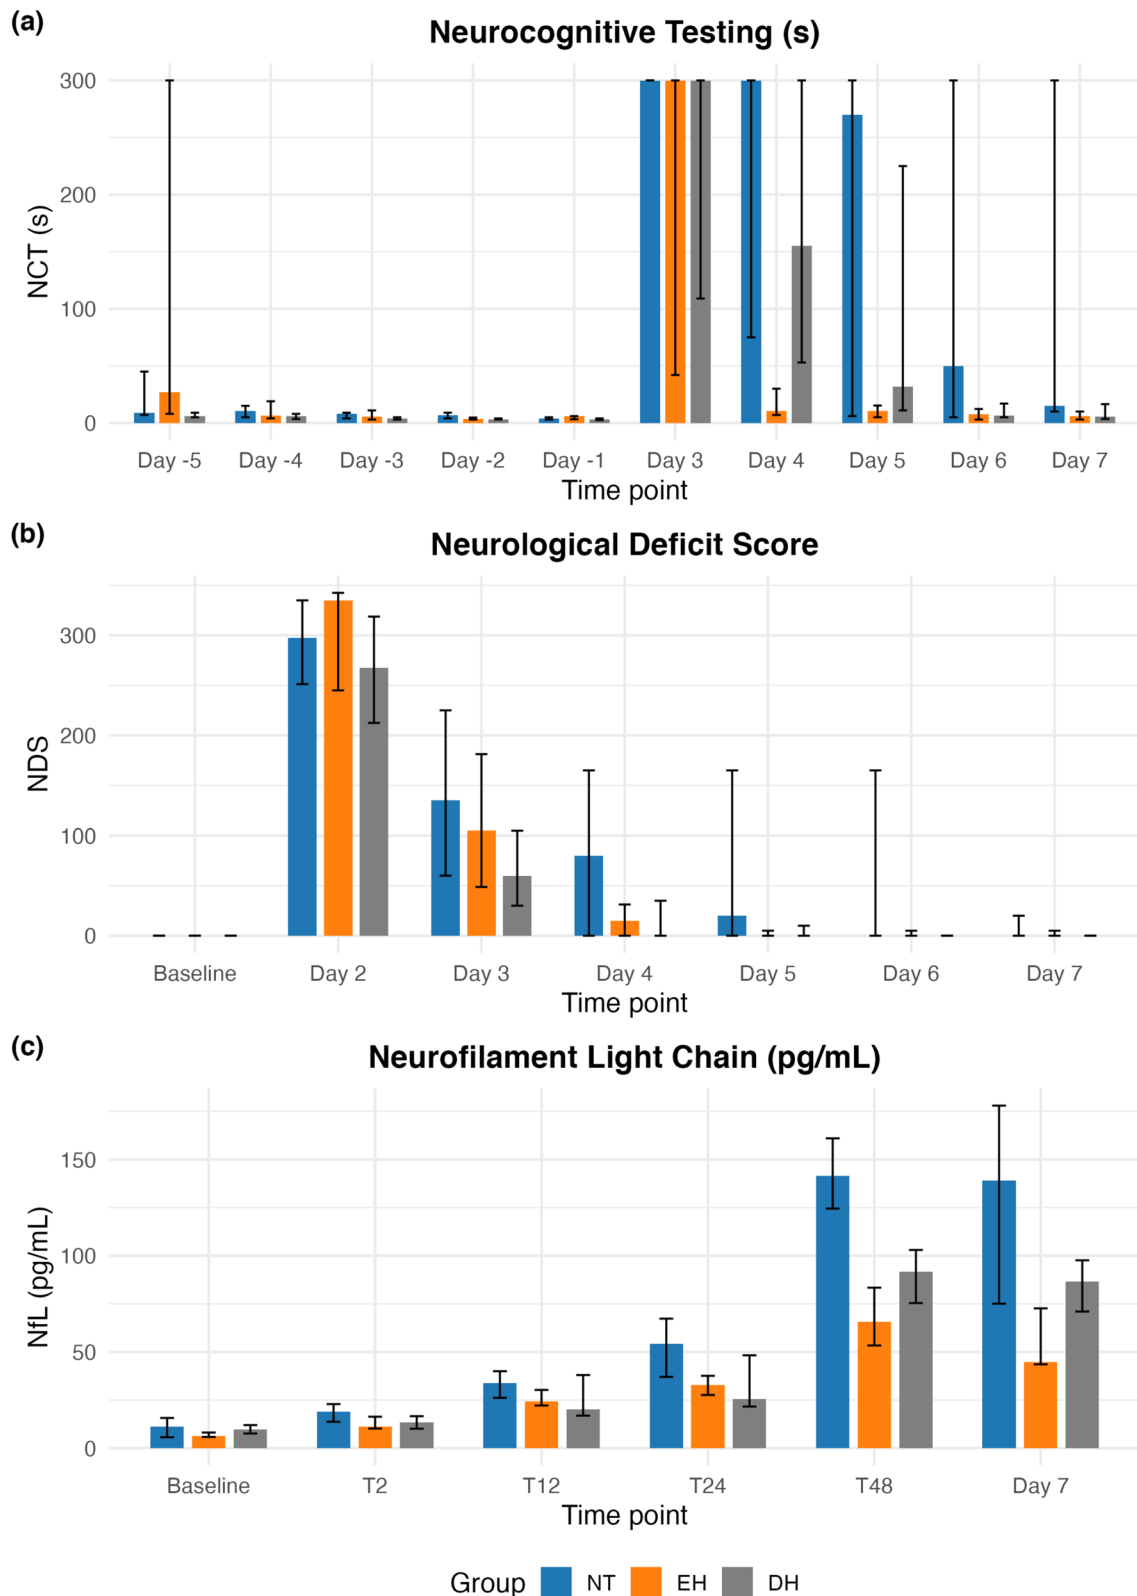 (a)
Neurocognitive Testing (s)
300
200
100
0
NCT (s)
Day -5 Day -4 Day -3 Day -2 Day -1 Day 3 Day 4 Day 5 Day 6 Day 7
Time point
(b)
Neurological Deficit Score
300
200
100
0
NDS
Baseline Day 2 Day 3 Day 4 Day 5 Day 6 Day 7
Time point
(c)
Neurofilament Light Chain (pg/mL)
150
100
50
0
NfL (pg/mL)
Baseline T2 T12 T24 T48 Day 7
Time point
Group NT EH DH